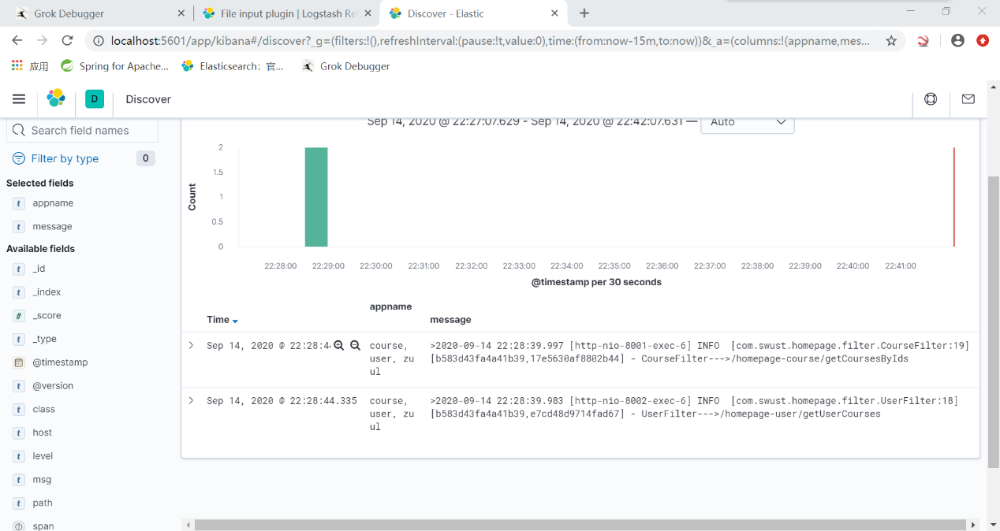 Grok Debugger
File input plugin | Logstash Re
Discover - Elastic
localhost:5601/app/kibana#/discover?_g=(filters:!(),refreshInterval:(pause:!t,value:0),time:(from:now-15m,to:now))&_a=(columns:!(appname,mes...
应用
Spring for Apache...
Elasticsearch：官...
Grok Debugger
D
Discover
Search field names
Sep 14, 2020 @ 22:27:07.629 - Sep 14, 2020 @ 22:42:07.631 —
Auto
Filter by type
0
Selected fields
t appname
t message
Available fields
t _id
t _index
# _score
t _type
@timestamp
t @version
t class
t host
t level
t msg
t path
? span
Count
2
1.5
1
0.5
0
22:28:00
22:29:00
22:30:00
22:31:00
22:32:00
22:33:00
22:34:00
22:35:00
22:36:00
22:37:00
22:38:00
22:39:00
22:40:00
22:41:00
@timestamp per 30 seconds
Time
appname
message
Sep 14, 2020 @ 22:28:4
course,
user, zu
ul
>2020-09-14 22:28:39.997 [http-nio-8001-exec-6] INFO  [com.swust.homepage.filter.CourseFilter:19]
[b583d43fa4a41b39,17e5630af8802b44] - CourseFilter--->/homepage-course/getCoursesByIds
Sep 14, 2020 @ 22:28:44.335
course,
user, zu
ul
>2020-09-14 22:28:39.983 [http-nio-8002-exec-6] INFO  [com.swust.homepage.filter.UserFilter:18]
[b583d43fa4a41b39,e7cd48d9714fad67] - UserFilter--->/homepage-user/getUserCourses